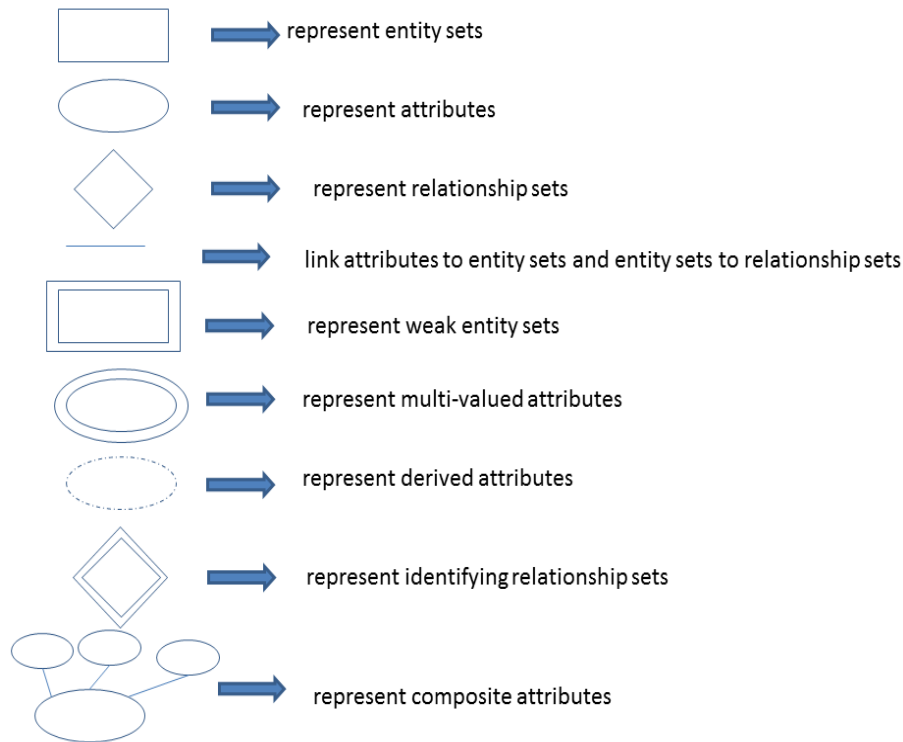 represent entity sets
represent attributes
represent relationship sets
link attributes to entity sets and entity sets to relationship sets
represent weak entity sets
represent multi-valued attributes
represent derived attributes
represent identifying relationship sets
represent composite attributes